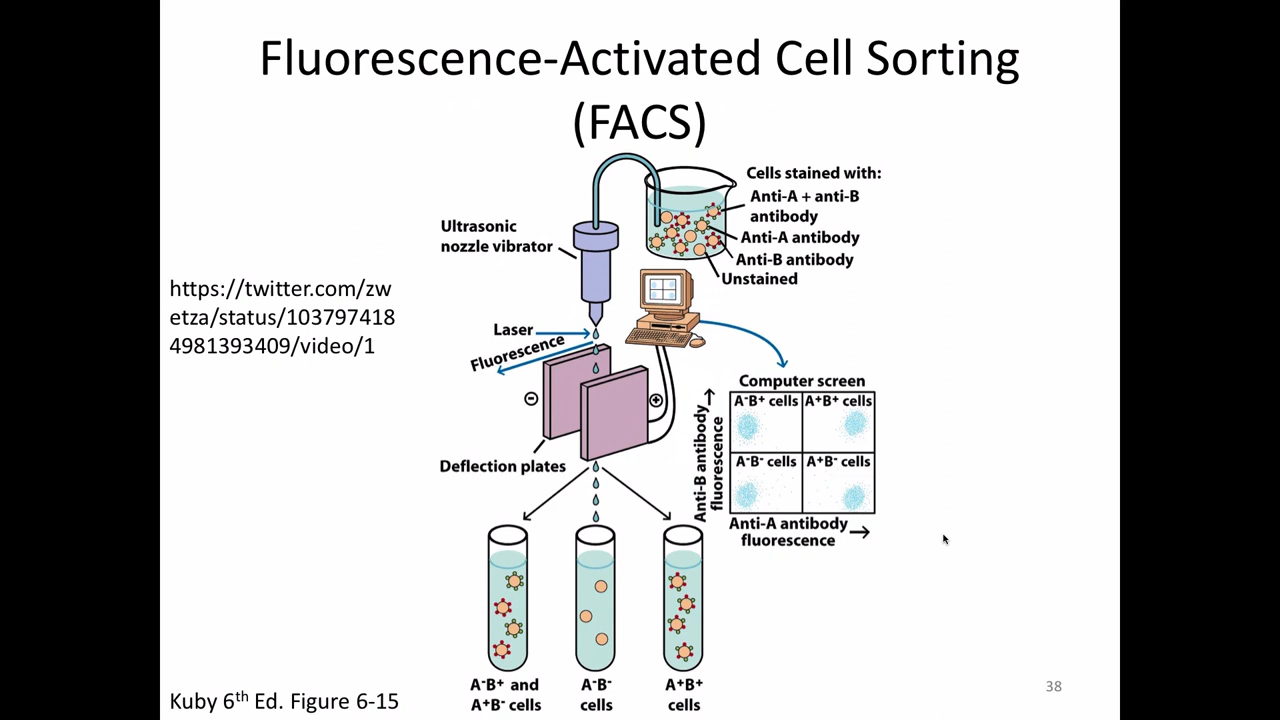 Fluorescence-Activated Cell Sorting
(FACS)
Cells stained with:
Anti-A + anti-B
antibody
Anti-A antibody
Anti-B antibody
Unstained
Ultrasonic
nozzle vibrator
https://twitter.com/zw
etza/status/103797418
4981393409/video/1
Laser
Fluorescence
−
+
Deflection plates
Computer screen
A⁻B⁺ cells
A⁺B⁺ cells
A⁻B⁻ cells
A⁺B⁻ cells
Anti-B antibody
fluorescence
Anti-A antibody
fluorescence
A⁻B⁺ and
A⁺B⁻ cells
A⁻B⁻
cells
A⁺B⁺
cells
Kuby 6th Ed. Figure 6-15
38